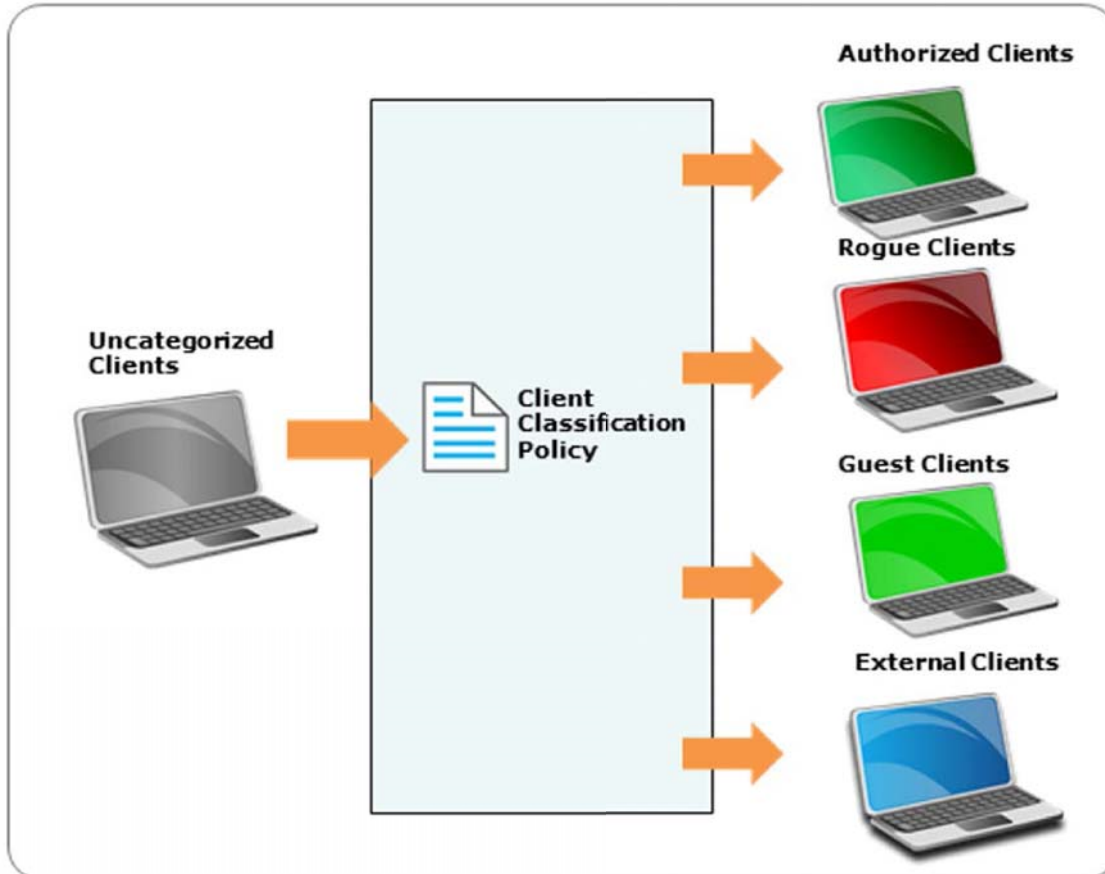 Authorized Clients
Rogue Clients
Uncategorized
Clients
Client
Classification
Policy
Guest Clients
External Clients